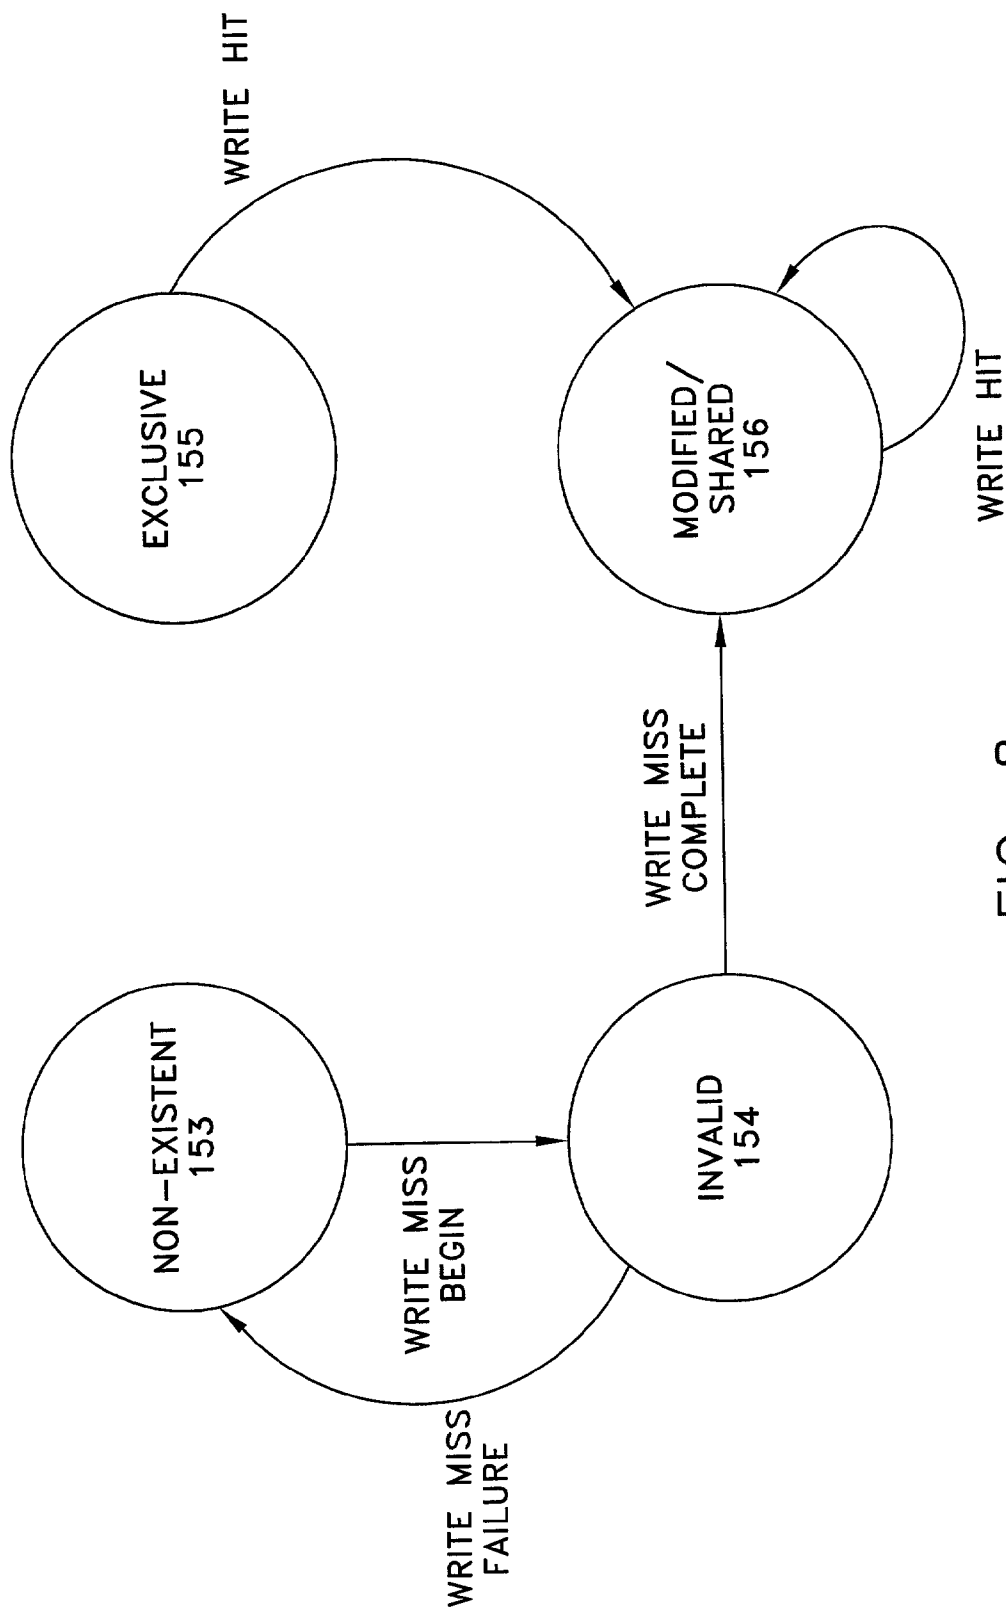 NON-EXISTENT
153
EXCLUSIVE
155
WRITE HIT
WRITE MISS
BEGIN
WRITE MISS
FAILURE
WRITE MISS
COMPLETE
INVALID
154
MODIFIED/
SHARED
156
WRITE HIT
FIG.